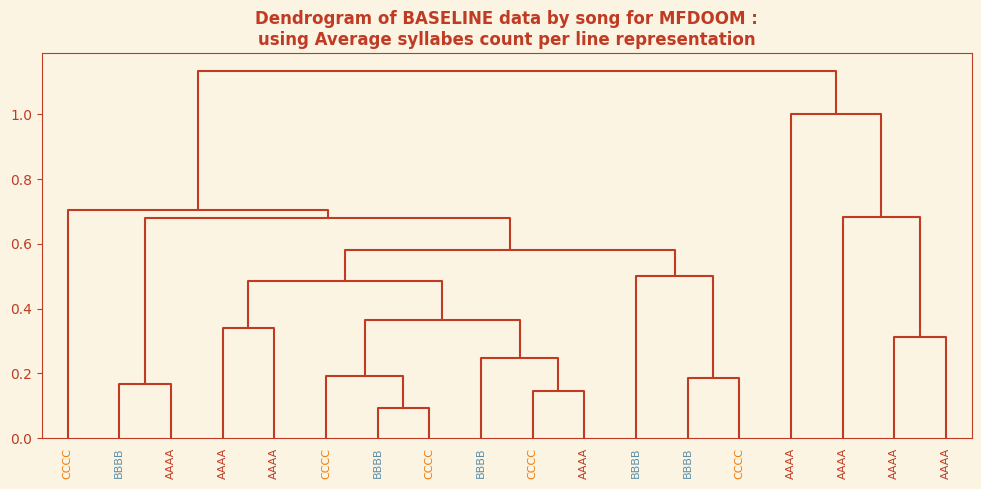 Dendrogram of BASELINE data by song for MFDOOM :
using Average syllabes count per line representation
1.0
0.8
0.6
0.4
0.2
0.0
CCCC BBBB AAAA AAAA AAAA CCCC BBBB CCCC BBBB CCCC AAAA BBBB BBBB CCCC AAAA AAAA AAAA AAAA